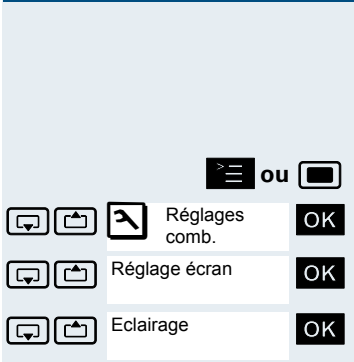 ou
Réglages
comb.
OK
Réglage écran
OK
Eclairage
OK